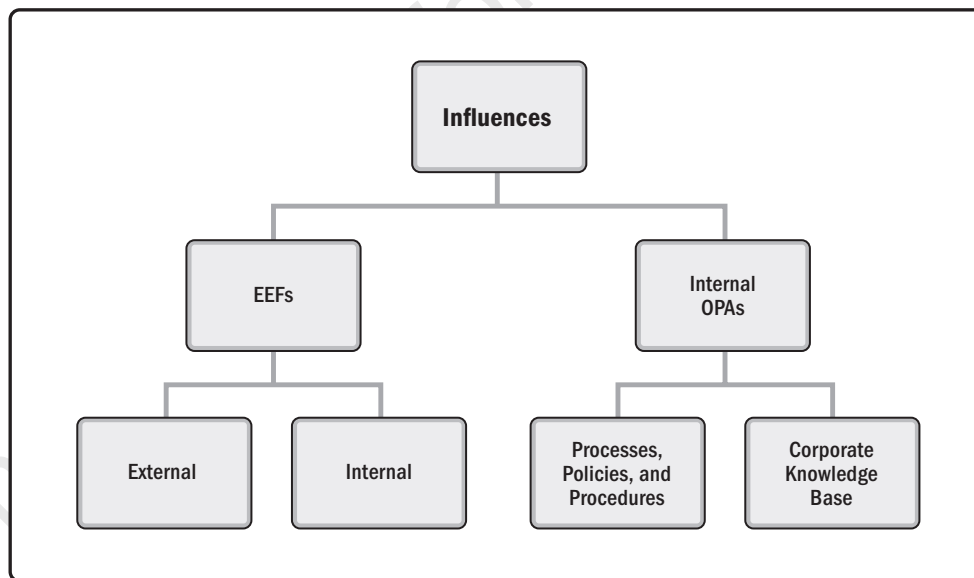 Influences
EEFs
Internal
OPAs
External
Internal
Processes,
Policies, and
Procedures
Corporate
Knowledge
Base